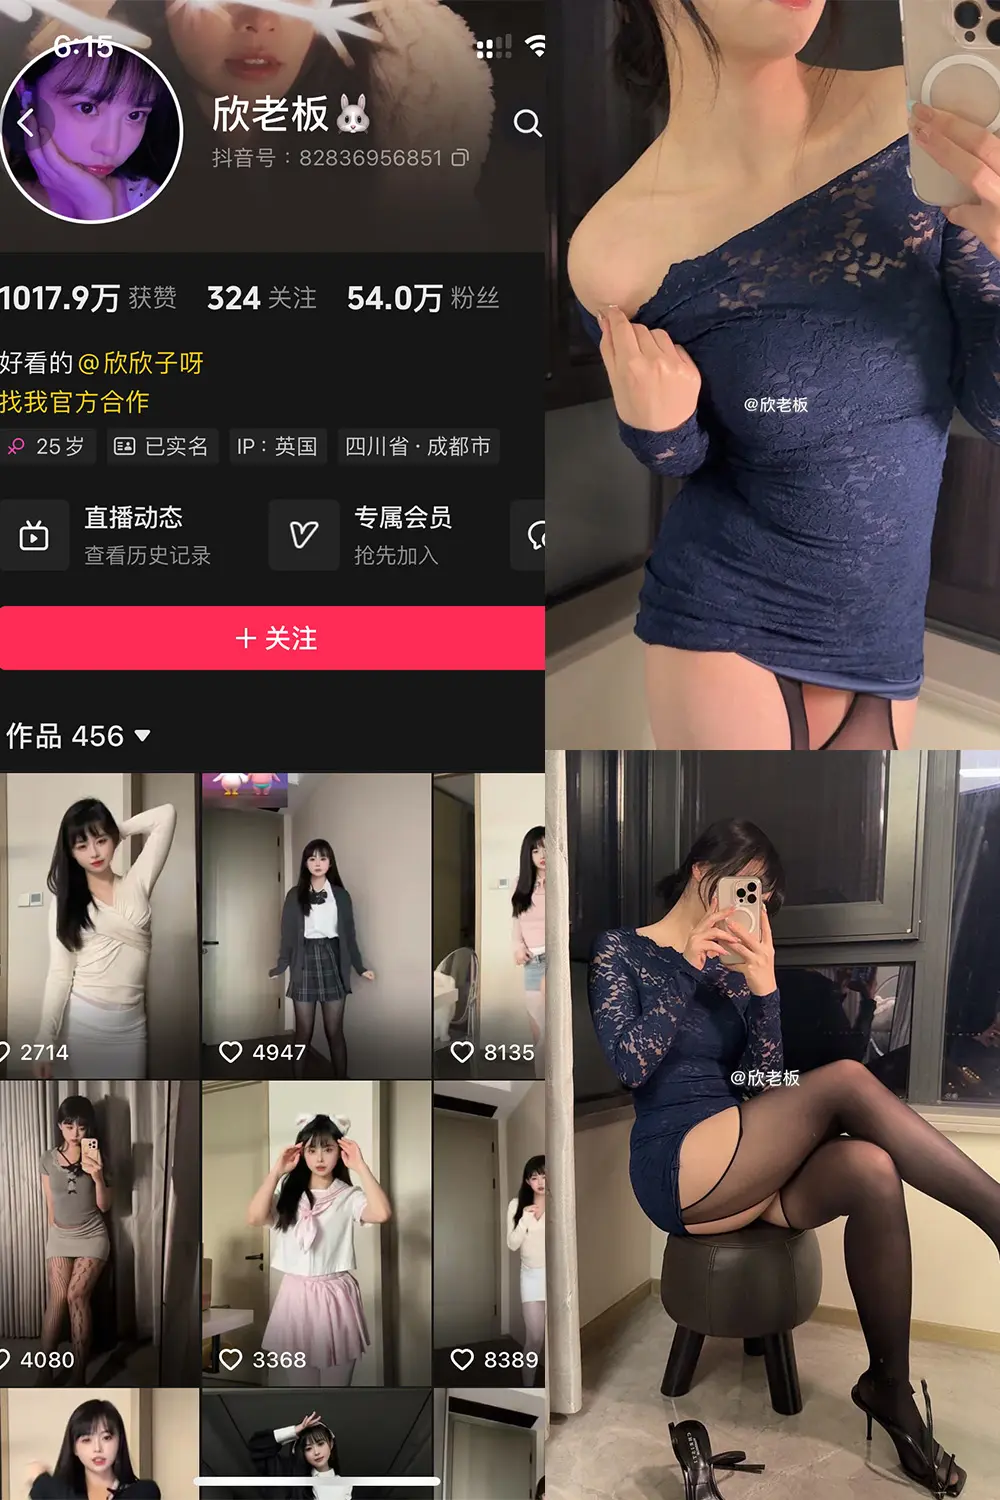 6:15
欣老板🐰
抖音号：82836956851
1017.9万 获赞 324 关注 54.0万 粉丝
好看的@欣欣子呀
找我官方合作
25岁 已实名 IP：英国 四川省·成都市
直播动态 专属会员
查看历史记录 抢先加入
＋ 关注
作品 456
2714 4947 8135
4080 3368 8389
@欣老板
@欣老板